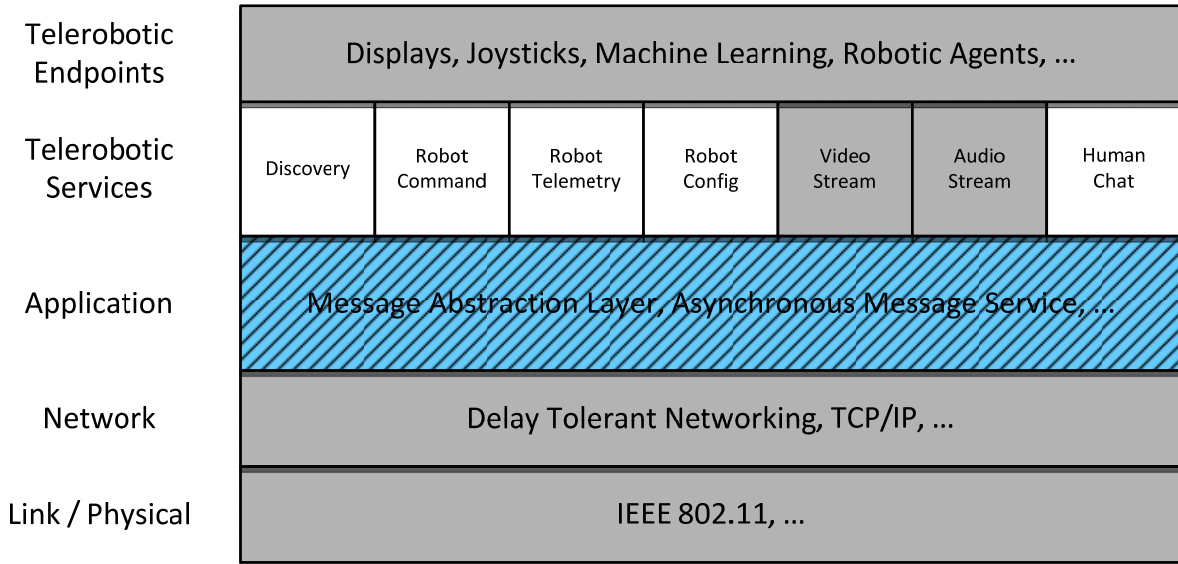 Telerobotic
Endpoints
Displays, Joysticks, Machine Learning, Robotic Agents, ...
Telerobotic
Services
Discovery
Robot
Command
Robot
Telemetry
Robot
Config
Video
Stream
Audio
Stream
Human
Chat
Application
Message Abstraction Layer, Asynchronous Message Service, ...
Network
Delay Tolerant Networking, TCP/IP, ...
Link / Physical
IEEE 802.11, ...